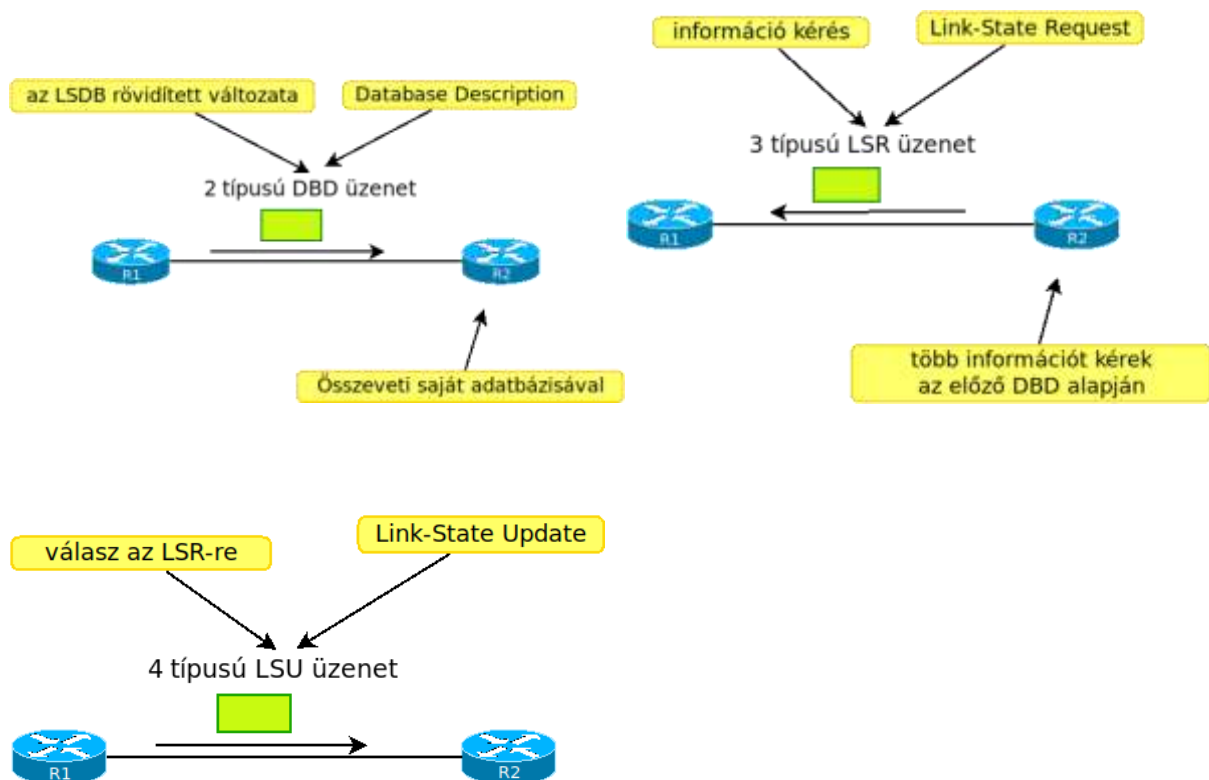 az LSDB rövidített változata
Database Description
2 típusú DBD üzenet
R1
R2
Összeveti saját adatbázisával
információ kérés
Link-State Request
3 típusú LSR üzenet
R1
R2
több információt kérek
az előző DBD alapján
válasz az LSR-re
Link-State Update
4 típusú LSU üzenet
R1
R2